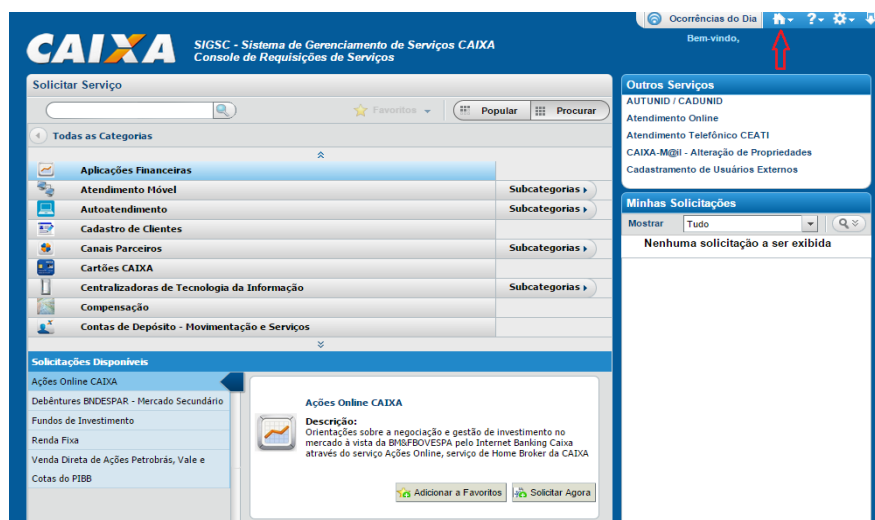 Ocorrências do Dia
?
Bem-vindo,
CAIXA
SIGSC - Sistema de Gerenciamento de Serviços CAIXA
Console de Requisições de Serviços
Solicitar Serviço
Favoritos
Popular
Procurar
Todas as Categorias
Aplicações Financeiras
Atendimento Móvel
Subcategorias
Autoatendimento
Subcategorias
Cadastro de Clientes
Canais Parceiros
Subcategorias
Cartões CAIXA
Centralizadoras de Tecnologia da Informação
Subcategorias
Compensação
Contas de Depósito - Movimentação e Serviços
Solicitações Disponíveis
Ações Online CAIXA
Debêntures BNDESPAR - Mercado Secundário
Fundos de Investimento
Renda Fixa
Venda Direta de Ações Petrobrás, Vale e
Cotas do PIBB
Ações Online CAIXA
Descrição:
Orientações sobre a negociação e gestão de investimento no
mercado à vista da BM&FBOVESPA pelo Internet Banking Caixa
através do serviço Ações Online, serviço de Home Broker da CAIXA
Adicionar a Favoritos
Solicitar Agora
Outros Serviços
AUTUNID / CADUNID
Atendimento Online
Atendimento Telefônico CEATI
CAIXA-M@il - Alteração de Propriedades
Cadastramento de Usuários Externos
Minhas Solicitações
Mostrar
Tudo
Nenhuma solicitação a ser exibida